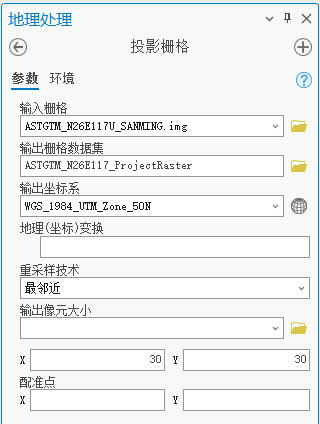 地理处理
投影栅格
参数 环境
输入栅格
ASTGTM_N26E117U_SANMING.img
输出栅格数据集
ASTGTM_N26E117_ProjectRaster
输出坐标系
WGS_1984_UTM_Zone_50N
地理(坐标)变换
重采样技术
最邻近
输出像元大小
X 30 Y 30
配准点
X Y